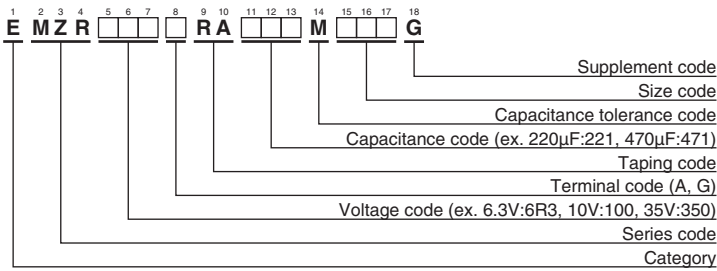 1 2 3 4 5 6 7 8 9 10 11 12 13 14 15 16 17 18
E M Z R □□□ □ R A □□□ M □□□ G
Supplement code
Size code
Capacitance tolerance code
Capacitance code (ex. 220µF:221, 470µF:471)
Taping code
Terminal code (A, G)
Voltage code (ex. 6.3V:6R3, 10V:100, 35V:350)
Series code
Category